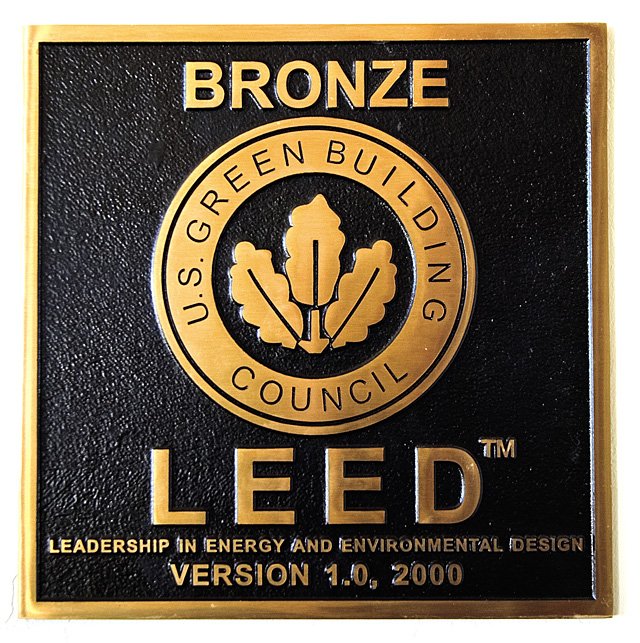 BRONZE
U.S. GREEN BUILDING
COUNCIL
LEED™
LEADERSHIP IN ENERGY AND ENVIRONMENTAL DESIGN
VERSION 1.0, 2000